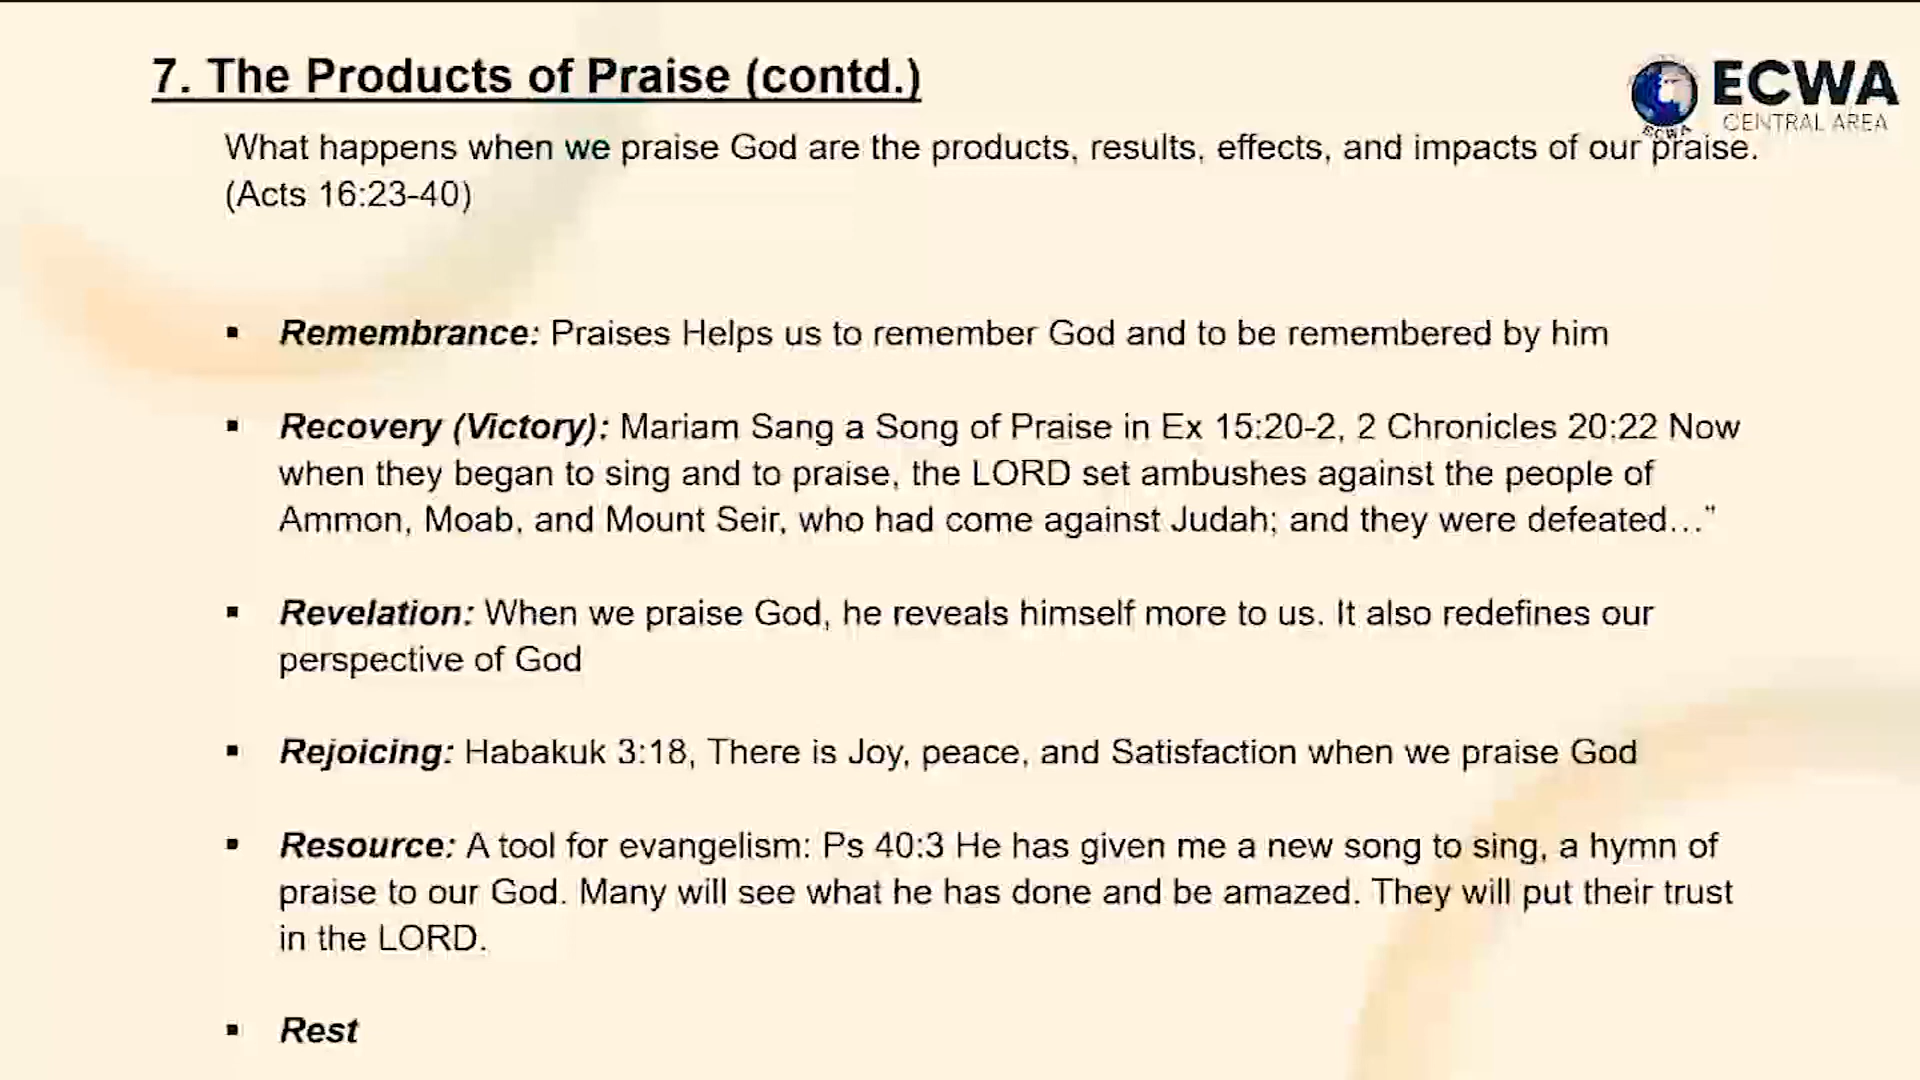 7. The Products of Praise (contd.)
ECWA
CENTRAL AREA
ECWA
What happens when we praise God are the products, results, effects, and impacts of our praise.
(Acts 16:23-40)
▪ Remembrance: Praises Helps us to remember God and to be remembered by him
▪ Recovery (Victory): Mariam Sang a Song of Praise in Ex 15:20-2, 2 Chronicles 20:22 Now
when they began to sing and to praise, the LORD set ambushes against the people of
Ammon, Moab, and Mount Seir, who had come against Judah; and they were defeated…"
▪ Revelation: When we praise God, he reveals himself more to us. It also redefines our
perspective of God
▪ Rejoicing: Habakuk 3:18, There is Joy, peace, and Satisfaction when we praise God
▪ Resource: A tool for evangelism: Ps 40:3 He has given me a new song to sing, a hymn of
praise to our God. Many will see what he has done and be amazed. They will put their trust
in the LORD.
▪ Rest